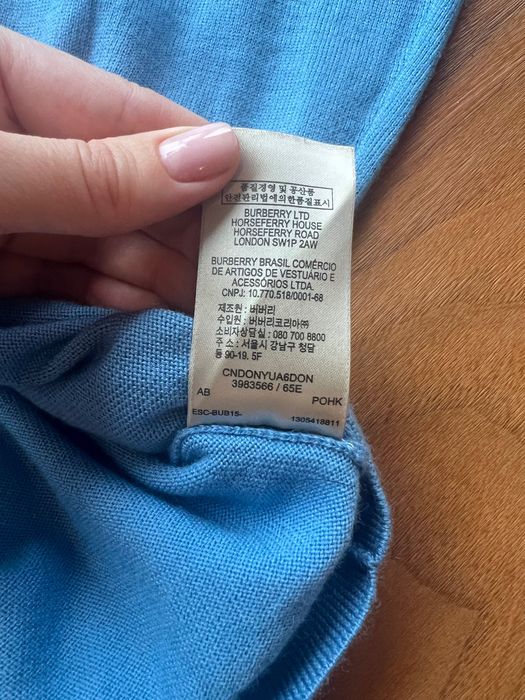 품질경영 및 공산품
안전관리법에의한품질표시
BURBERRY LTD
HORSEFERRY HOUSE
HORSEFERRY ROAD
LONDON SW1P 2AW
BURBERRY BRASIL COMÉRCIO
DE ARTIGOS DE VESTUÁRIO E
ACESSÓRIOS LTDA.
CNPJ: 10.770.518/0001-68
제조원 : 버버리
수입원 : 버버리코리아㈜
소비자상담실 : 080 700 8800
주 소 : 서울시 강남구 청담
동 90-19. 5F
CNDONYUA6DON
3983566 / 65E
AB POHK
ESC-BUB15- 1305418811